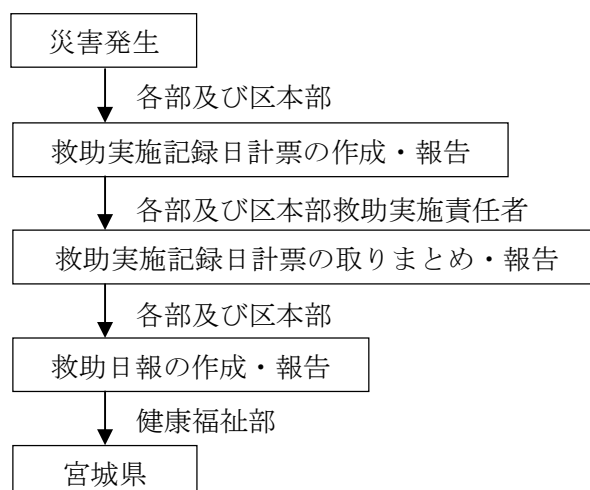 災害発生
各部及び区本部
救助実施記録日計票の作成・報告
各部及び区本部救助実施責任者
救助実施記録日計票の取りまとめ・報告
各部及び区本部
救助日報の作成・報告
健康福祉部
宮城県